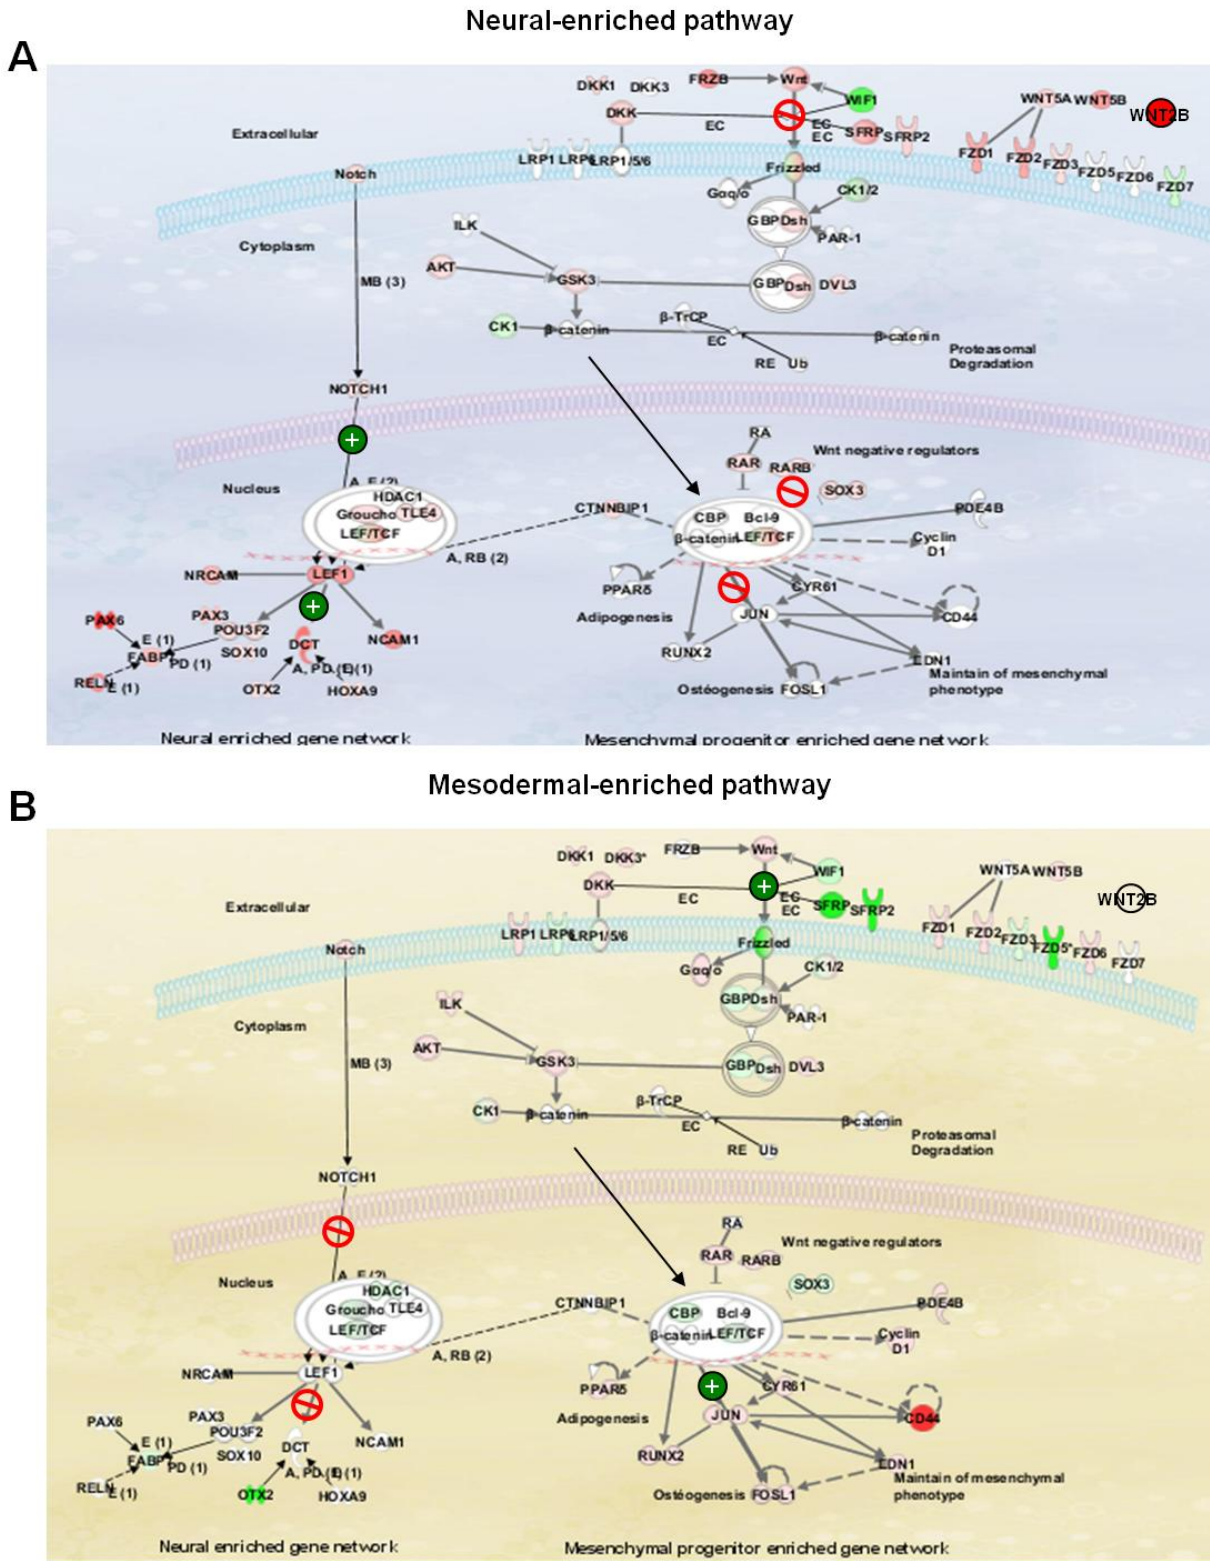 Neural-enriched pathway
A
DKK1 DKK3 FRZB Wnt WIF1
WNT5A WNT5B WNT2B
DKK EC EC
EC SFRP SFRP2
Extracellular
LRP1 LRP6 LRP1/5/6
Notch
Frizzled
FZD1 FZD2 FZD3 FZD5 FZD6 FZD7
Gαq/o CK1/2
ILK
GBP Dsh
PAR-1
Cytoplasm
AKT
MB (3)
GSK3
GBP Dsh DVL3
CK1 β-catenin
β-TrCP
EC
β-catenin
RE Ub
Proteasomal
Degradation
NOTCH1
RA
RAR RARB
Wnt negative regulators
SOX3
Nucleus
A, E (2)
HDAC1
Groucho TLE4
LEF/TCF
CTNNBIP1
CBP Bcl-9
β-catenin LEF/TCF
PDE4B
Cyclin
D1
A, RB (2)
NRCAM LEF1
PPARδ
CYR61
Adipogenesis
JUN
CD44
PAX6
PAX3
POU3F2
SOX10
E (1)
FABP7
PD (1)
DCT
NCAM1
RUNX2
EDN1
RELN E (1)
A, PD, E (1)
OTX2 HOXA9
Ostéogenesis FOSL1
Maintain of mesenchymal
phenotype
Neural enriched gene network
Mesenchymal progenitor enriched gene network
Mesodermal-enriched pathway
B
DKK1 DKK3* FRZB Wnt WIF1
WNT5A WNT5B WNT2B
DKK EC EC
EC SFRP SFRP2
Extracellular
LRP1 LRP6 LRP1/5/6
Notch
Frizzled
FZD1 FZD2 FZD3 FZD5* FZD6 FZD7
Gαq/o CK1/2
ILK
GBP Dsh
PAR-1
Cytoplasm
AKT
MB (3)
GSK3
GBP Dsh DVL3
CK1 β-catenin
β-TrCP
EC
β-catenin
RE Ub
Proteasomal
Degradation
NOTCH1
RA
RAR RARB
Wnt negative regulators
SOX3
Nucleus
A, E (2)
HDAC1
Groucho TLE4
LEF/TCF
CTNNBIP1
CBP Bcl-9
β-catenin LEF/TCF
PDE4B
Cyclin
D1
A, RB (2)
NRCAM LEF1
PPARδ
CYR61
Adipogenesis
JUN
CD44
PAX6
PAX3
POU3F2
SOX10
E (1)
FABP7
PD (1)
DCT
NCAM1
RUNX2
EDN1
RELN E (1)
A, PD, E (1)
OTX2 HOXA9
Ostéogenesis FOSL1
Maintain of mesenchymal
phenotype
Neural enriched gene network
Mesenchymal progenitor enriched gene network